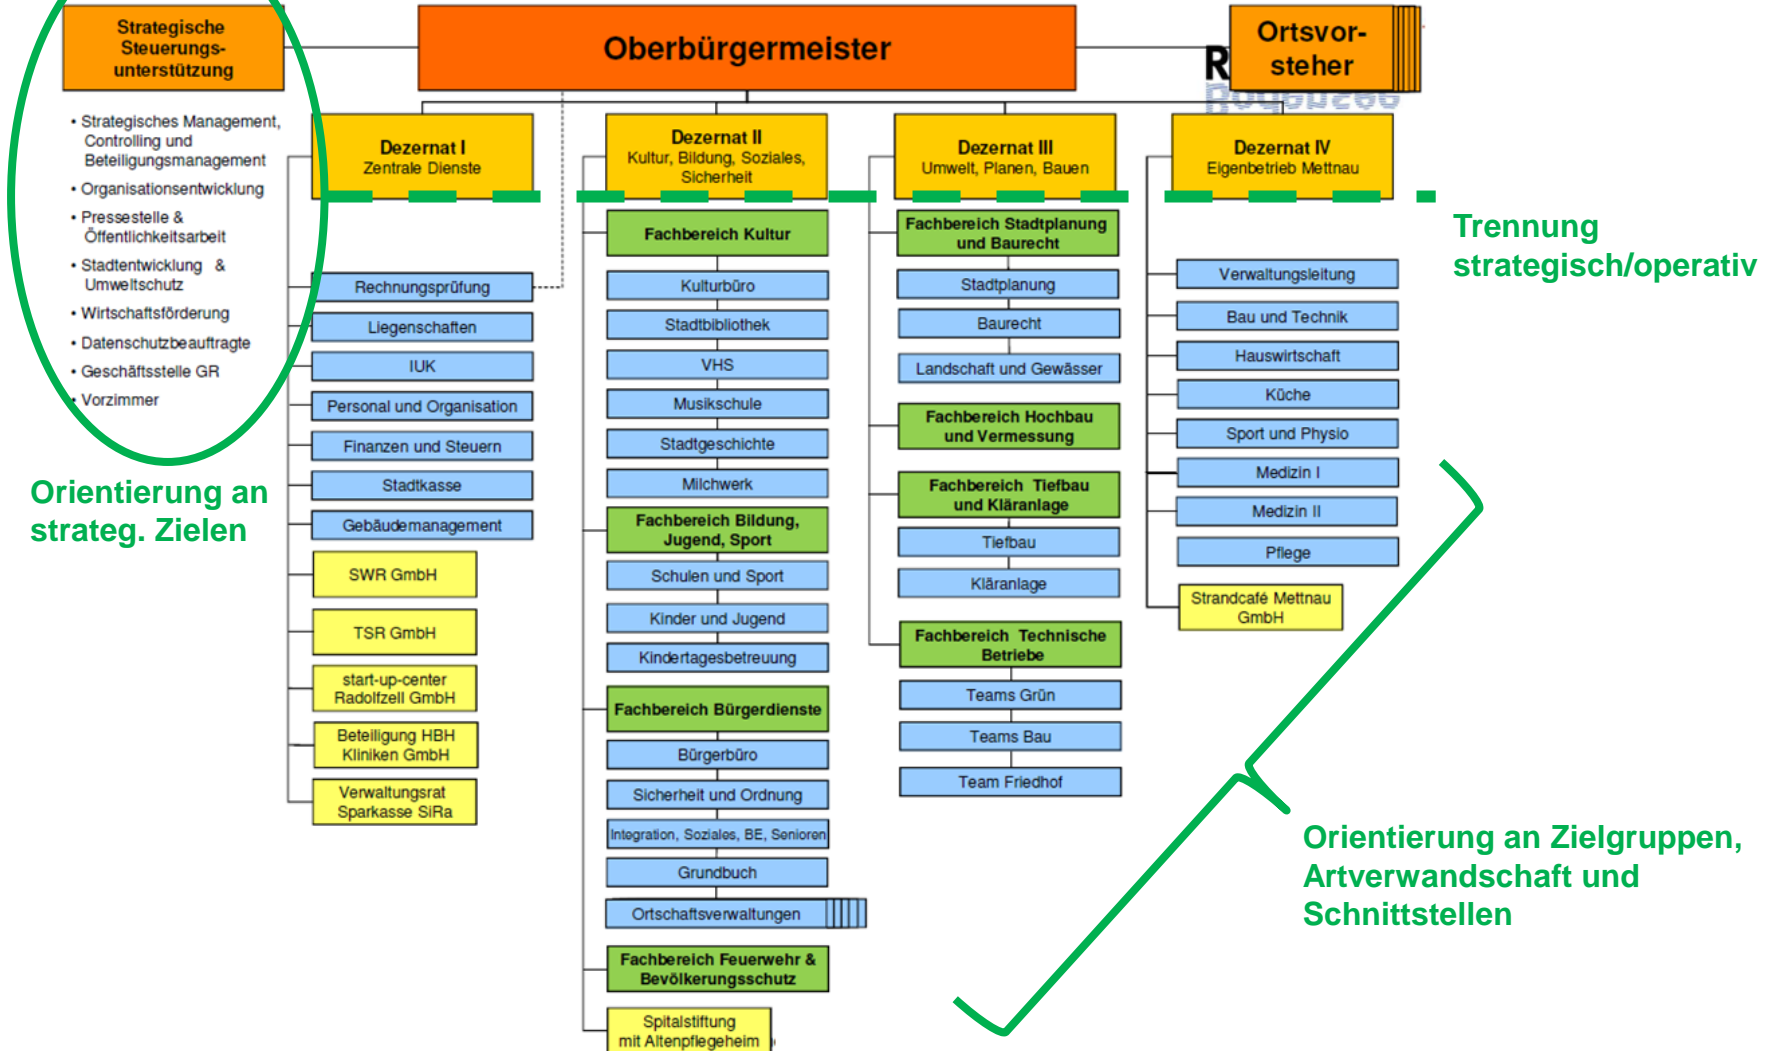 Strategische
Steuerungs-
unterstützung
Oberbürgermeister
Ortsvor-
steher
R
• Strategisches Management,
Controlling und
Beteiligungsmanagement
• Organisationsentwicklung
• Pressestelle &
Öffentlichkeitsarbeit
• Stadtentwicklung &
Umweltschutz
• Wirtschaftsförderung
• Datenschutzbeauftragte
• Geschäftsstelle GR
• Vorzimmer
Orientierung an
strateg. Zielen
Dezernat I
Zentrale Dienste
Rechnungsprüfung
Liegenschaften
IUK
Personal und Organisation
Finanzen und Steuern
Stadtkasse
Gebäudemanagement
SWR GmbH
TSR GmbH
start-up-center
Radolfzell GmbH
Beteiligung HBH
Kliniken GmbH
Verwaltungsrat
Sparkasse SiRa
Dezernat II
Kultur, Bildung, Soziales,
Sicherheit
Fachbereich Kultur
Kulturbüro
Stadtbibliothek
VHS
Musikschule
Stadtgeschichte
Milchwerk
Fachbereich Bildung,
Jugend, Sport
Schulen und Sport
Kinder und Jugend
Kindertagesbetreuung
Fachbereich Bürgerdienste
Bürgerbüro
Sicherheit und Ordnung
Integration, Soziales, BE, Senioren
Grundbuch
Ortschaftsverwaltungen
Fachbereich Feuerwehr &
Bevölkerungsschutz
Spitalstiftung
mit Altenpflegeheim
Dezernat III
Umwelt, Planen, Bauen
Fachbereich Stadtplanung
und Baurecht
Stadtplanung
Baurecht
Landschaft und Gewässer
Fachbereich Hochbau
und Vermessung
Fachbereich Tiefbau
und Kläranlage
Tiefbau
Kläranlage
Fachbereich Technische
Betriebe
Teams Grün
Teams Bau
Team Friedhof
Dezernat IV
Eigenbetrieb Mettnau
Verwaltungsleitung
Bau und Technik
Hauswirtschaft
Küche
Sport und Physio
Medizin I
Medizin II
Pflege
Strandcafé Mettnau
GmbH
Trennung
strategisch/operativ
Orientierung an Zielgruppen,
Artverwandschaft und
Schnittstellen